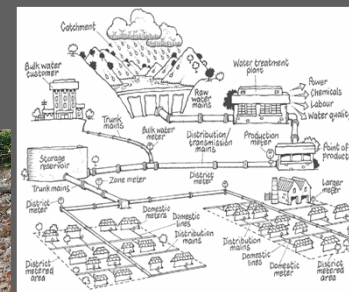 Catchment
Bulk water
customer
Water treatment
plant
Power
Chemicals
Labour
Water quality
Raw
water
mains
Trunk
mains
Bulk water
meter
Distribution/
transmission
mains
Production
meter
Point of
product
Storage
reservoir
Zone meter
District
meter
Larger
meter
Trunk mains
District
meter
Domestic
meters
Domestic
lines
Distribution
mains
District
metered
area
Distribution
mains
Domestic
lines
Domestic
meter
District
metered
area